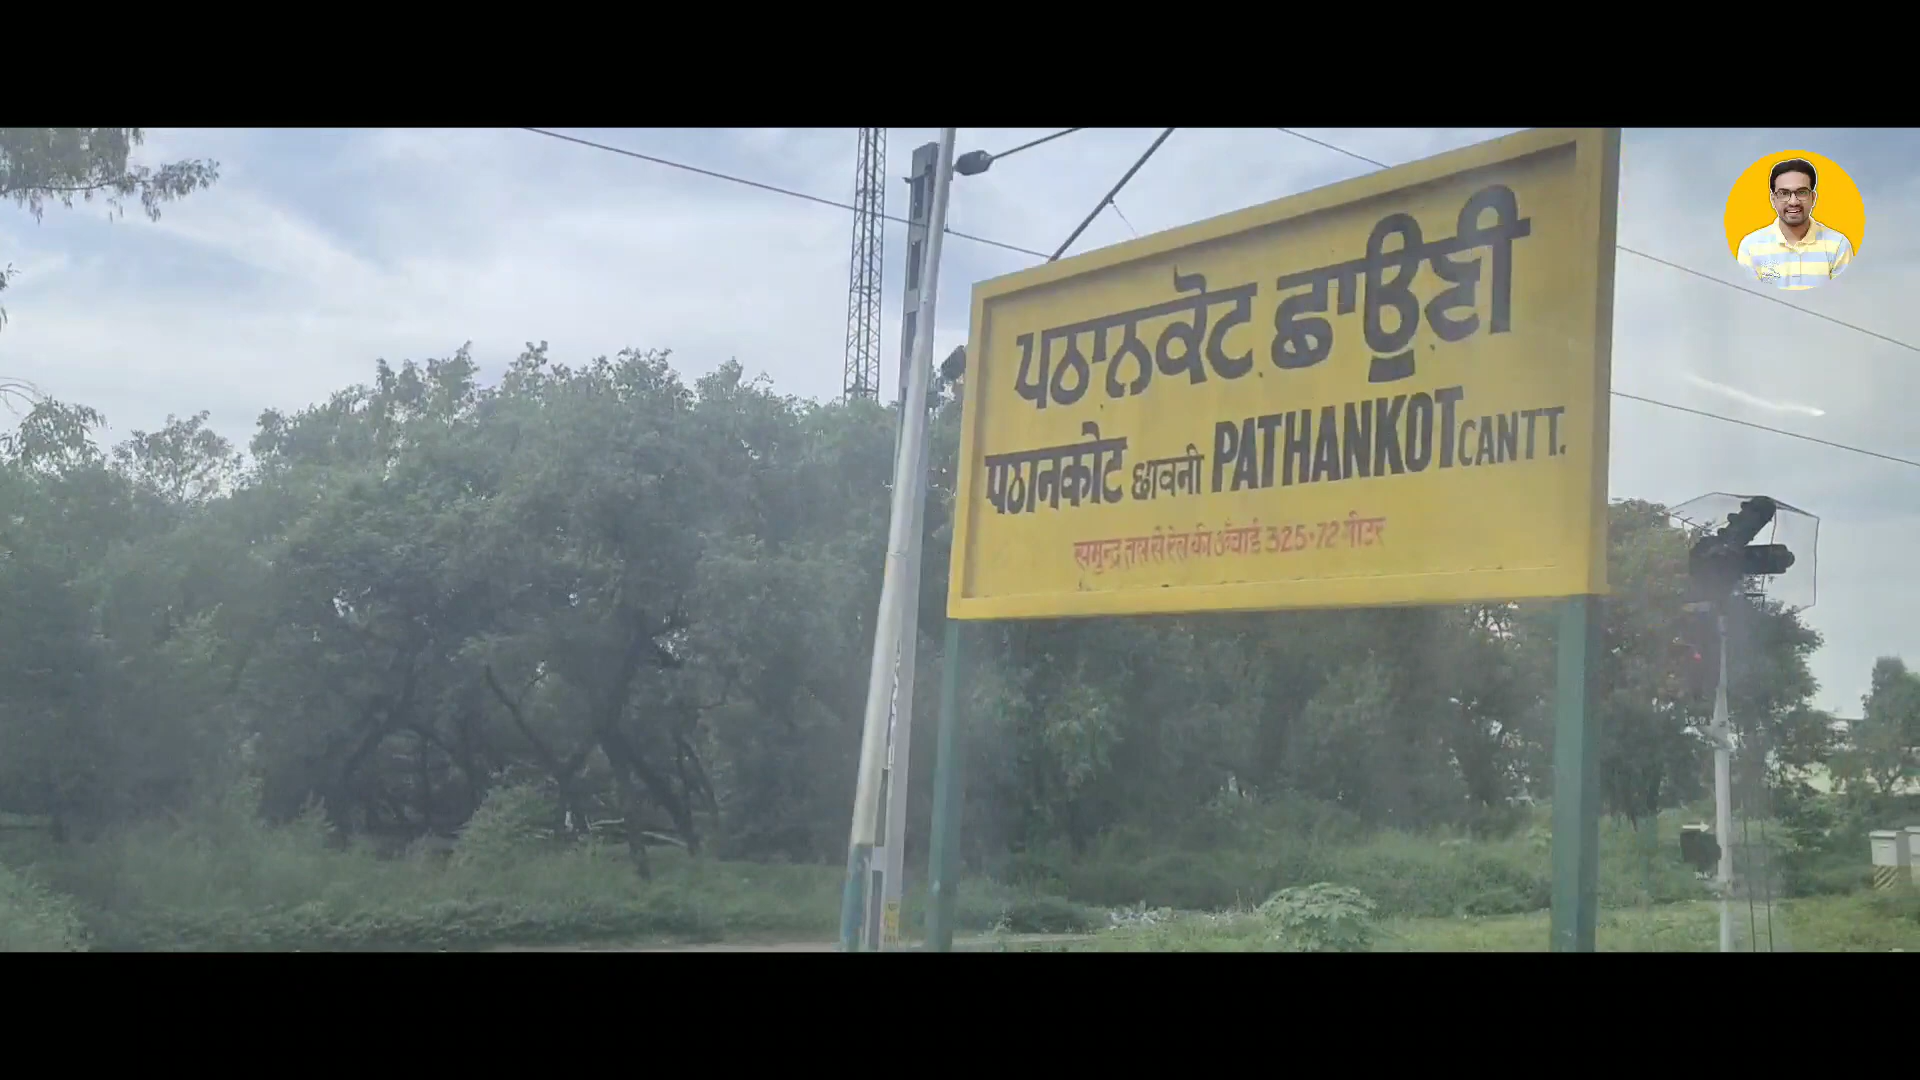 ਪਠਾਨਕੋਟ ਛਾਉਣੀ
पठानकोट छावनी PATHANKOT CANTT.
समुन्द्र तल से रेल की ऊँचाई 325.72 मीटर